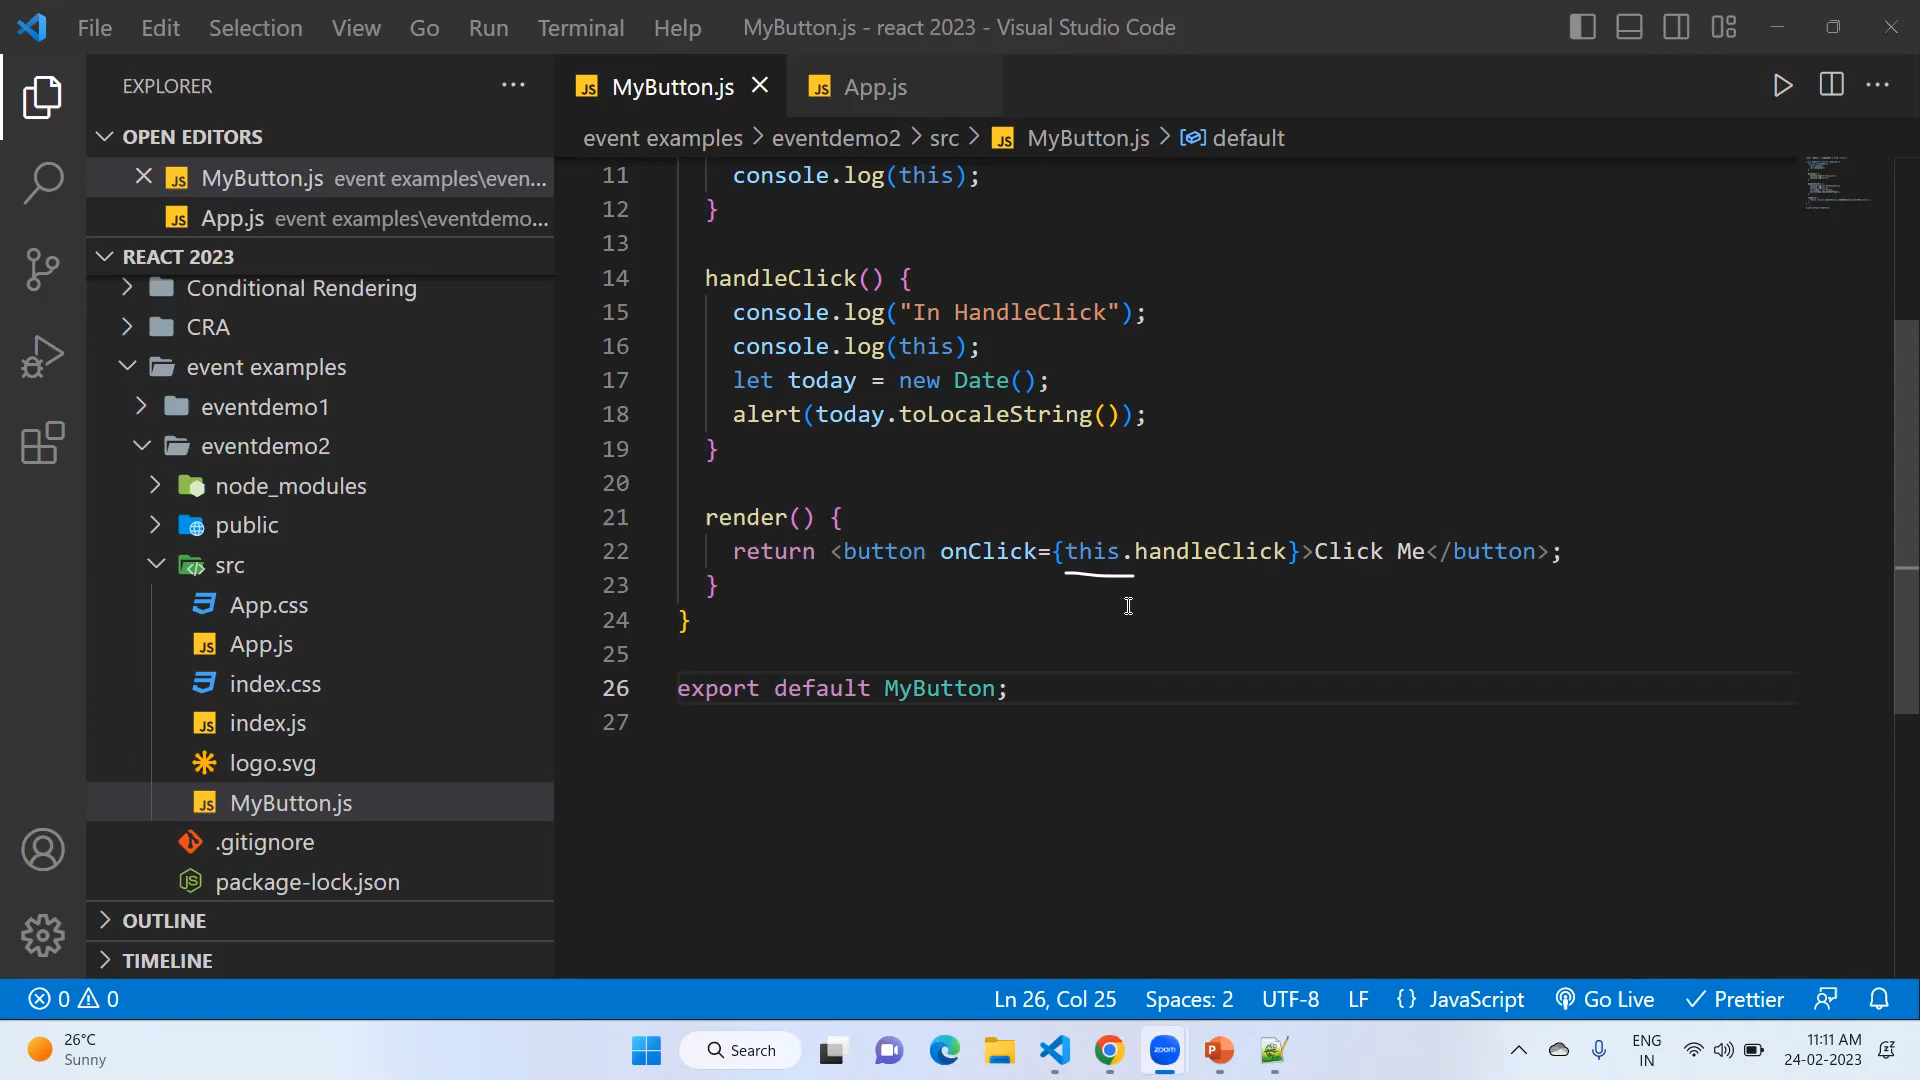 File Edit Selection View Go Run Terminal Help MyButton.js - react 2023 - Visual Studio Code
EXPLORER
OPEN EDITORS
MyButton.js event examples\even...
App.js event examples\eventdemo...
REACT 2023
Conditional Rendering
CRA
event examples
eventdemo1
eventdemo2
node_modules
public
src
App.css
App.js
index.css
index.js
logo.svg
MyButton.js
.gitignore
package-lock.json
OUTLINE
TIMELINE
MyButton.js App.js
event examples > eventdemo2 > src > MyButton.js > default
11 console.log(this);
12 }
13
14 handleClick() {
15 console.log("In HandleClick");
16 console.log(this);
17 let today = new Date();
18 alert(today.toLocaleString());
19 }
20
21 render() {
22 return <button onClick={this.handleClick}>Click Me</button>;
23 }
24 }
25
26 export default MyButton;
27
0 0 Ln 26, Col 25 Spaces: 2 UTF-8 LF {} JavaScript Go Live Prettier
26°C
Sunny
Search
zoom
ENG
IN
11:11 AM
24-02-2023